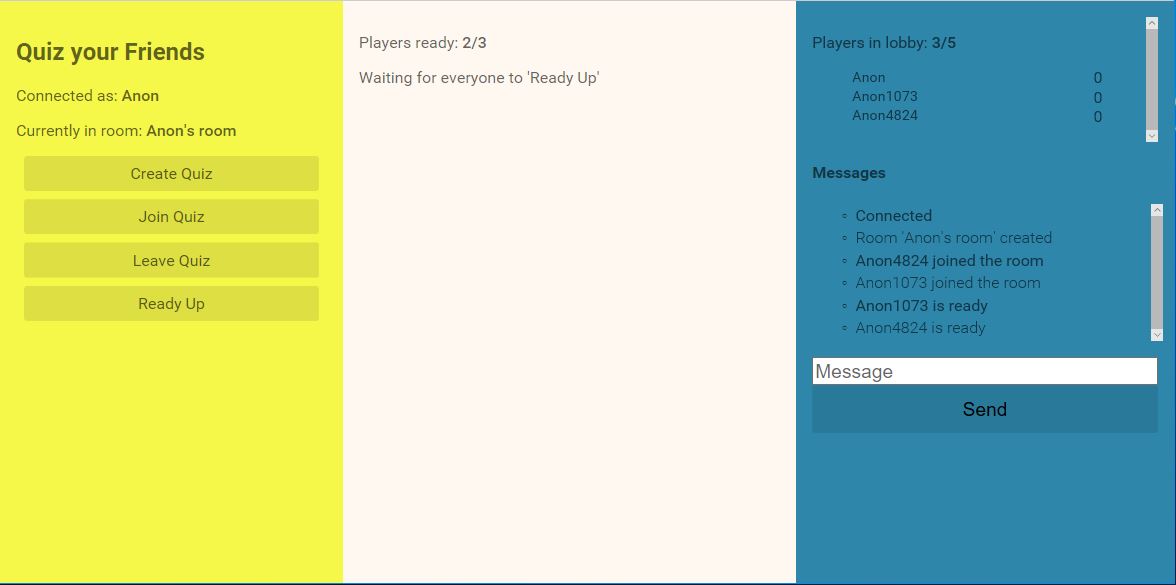 Quiz your Friends
Connected as: Anon
Currently in room: Anon's room
Create Quiz
Join Quiz
Leave Quiz
Ready Up
Players ready: 2/3
Waiting for everyone to 'Ready Up'
Players in lobby: 3/5
Anon 0
Anon1073 0
Anon4824 0
Messages
Connected
Room 'Anon's room' created
Anon4824 joined the room
Anon1073 joined the room
Anon1073 is ready
Anon4824 is ready
Message
Send